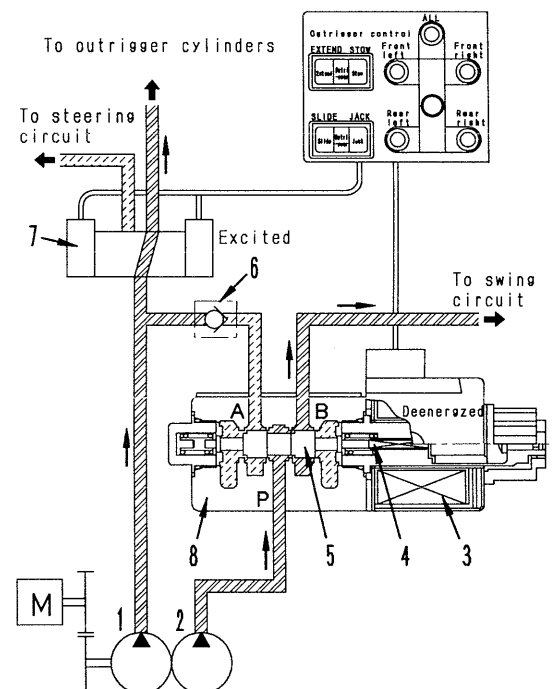 To outrigger cylinders
To steering
circuit
Outrigger control
ALL
EXTEND STOW
Front
left
Front
right
Extend
Stow
SLIDE JACK
Rear
left
Rear
right
Slide
Jack
7
Excited
6
To swing
circuit
A
B
Deenergized
P
8
5
4
3
M
1
2